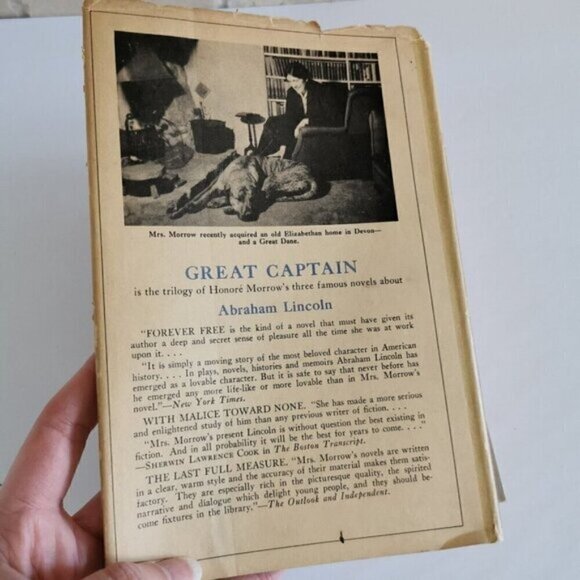 Mrs. Morrow recently acquired an old Elizabethan home in Devon—
and a Great Dane.
GREAT CAPTAIN
is the trilogy of Honoré Morrow's three famous novels about
Abraham Lincoln
"FOREVER FREE is the kind of a novel that must have given its
author a deep and secret sense of pleasure all the time she was at work
upon it. . . .
"It is simply a moving story of the most beloved character in American
history. . . . In plays, novels, histories and memoirs Abraham Lincoln has
emerged as a lovable character. But it is safe to say that never before has
he emerged any more life-like or more lovable than in Mrs. Morrow's
novel."—New York Times.
WITH MALICE TOWARD NONE. "She has made a more serious
and enlightened study of him than any previous writer of fiction. . . .
"Mrs. Morrow's present Lincoln is without question the best existing in
fiction. And in all probability it will be the best for years to come. . . ."
—SHERWIN LAWRENCE COOK in The Boston Transcript.
THE LAST FULL MEASURE. "Mrs. Morrow's novels are written
in a clear, warm style and the accuracy of their material makes them satis-
factory. They are especially rich in the picturesque quality, the spirited
narrative and dialogue which delight young people, and they should be-
come fixtures in the library."—The Outlook and Independent.